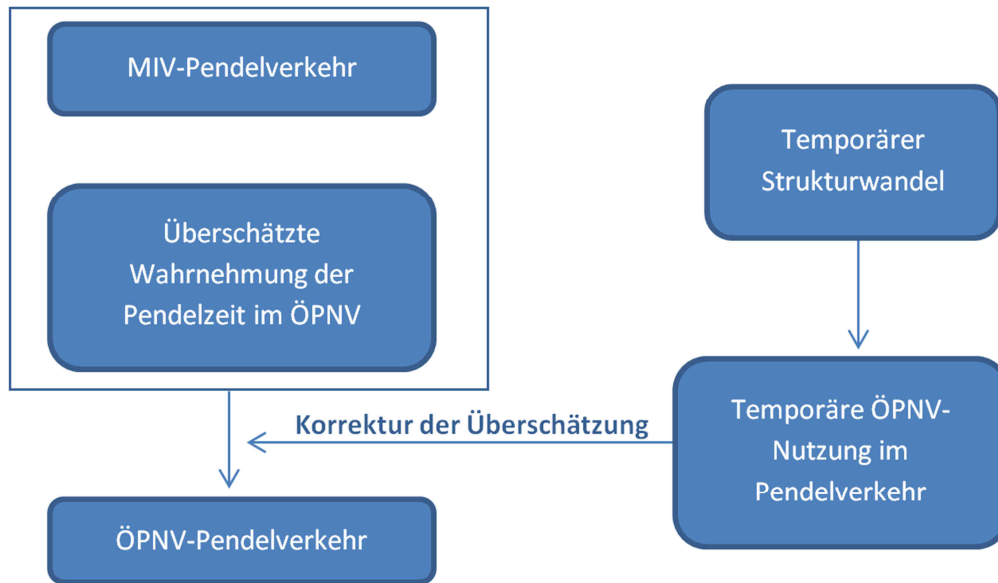 MIV-Pendelverkehr
Überschätzte
Wahrnehmung der
Pendelzeit im ÖPNV
Temporärer
Strukturwandel
Korrektur der Überschätzung
Temporäre ÖPNV-
Nutzung im
Pendelverkehr
ÖPNV-Pendelverkehr